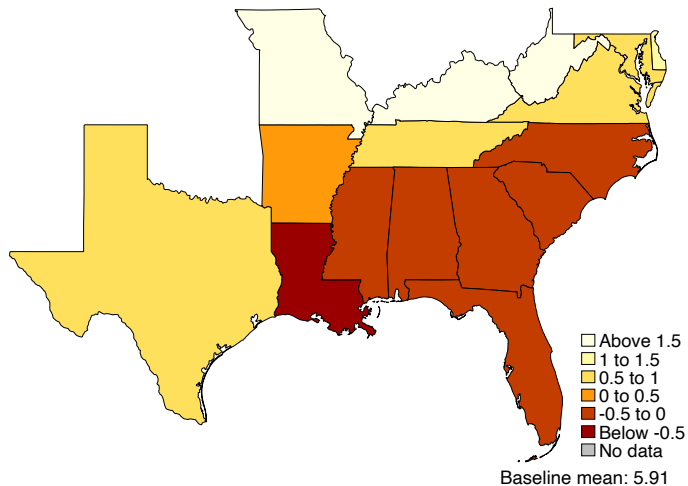 Above 1.5
1 to 1.5
0.5 to 1
0 to 0.5
-0.5 to 0
Below -0.5
No data
Baseline mean: 5.91